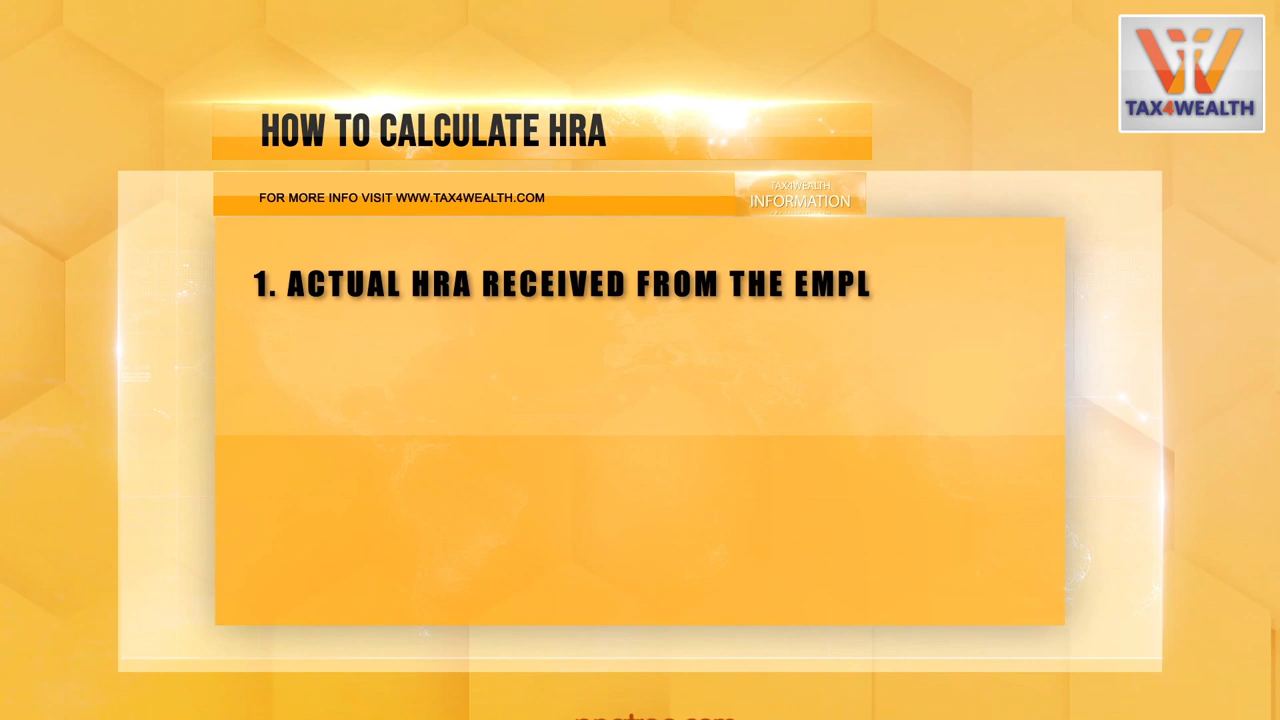 TAX4WEALTH
HOW TO CALCULATE HRA
FOR MORE INFO VISIT WWW.TAX4WEALTH.COM
TAX4WEALTH
INFORMATION
1. ACTUAL HRA RECEIVED FROM THE EMPL